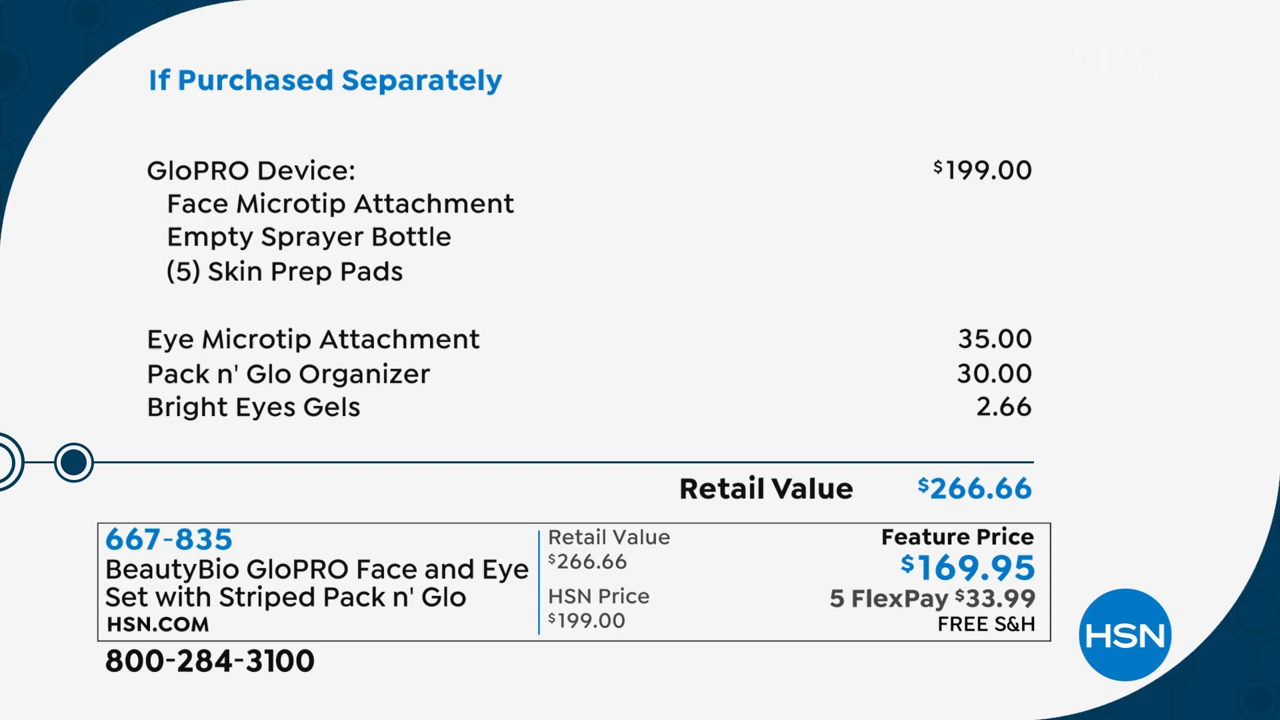 LIVE
If Purchased Separately
GloPRO Device: $199.00
Face Microtip Attachment
Empty Sprayer Bottle
(5) Skin Prep Pads
Eye Microtip Attachment 35.00
Pack n' Glo Organizer 30.00
Bright Eyes Gels 2.66
Retail Value $266.66
667-835
BeautyBio GloPRO Face and Eye
Set with Striped Pack n' Glo
HSN.COM
Retail Value
$266.66
HSN Price
$199.00
Feature Price
$169.95
5 FlexPay $33.99
FREE S&H
800-284-3100
HSN